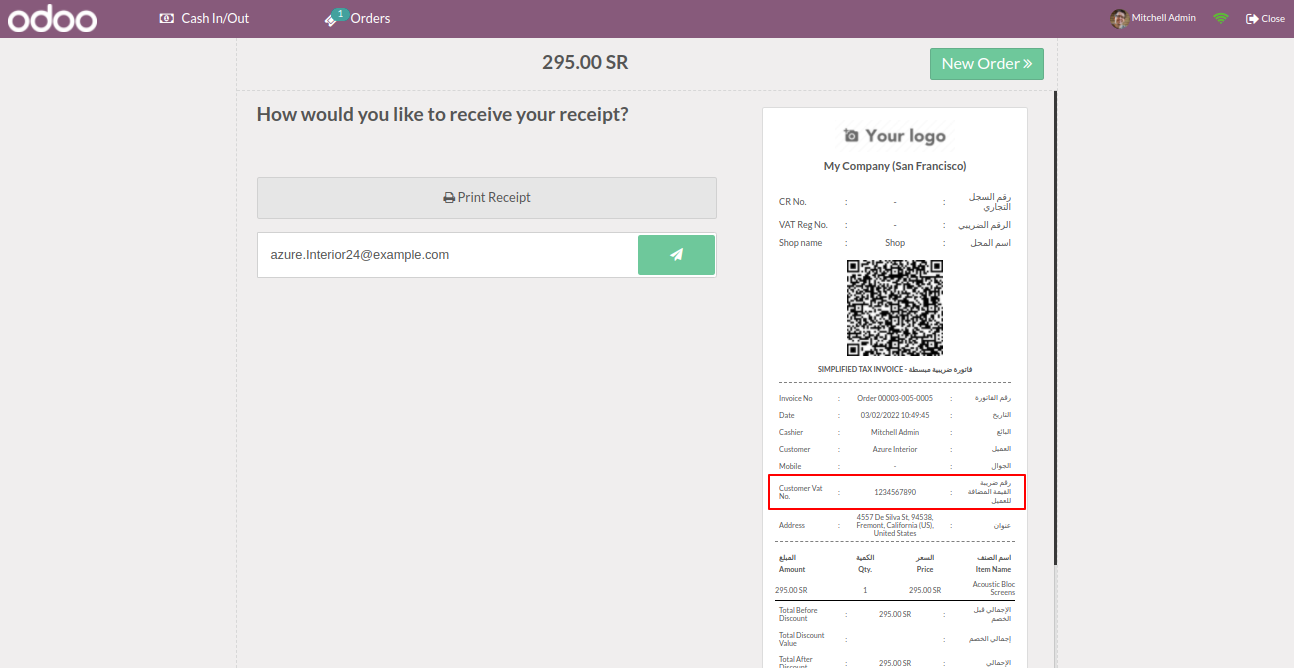 odoo
Cash In/Out
1
Orders
Mitchell Admin
Close
295.00 SR
New Order
How would you like to receive your receipt?
Print Receipt
azure.Interior24@example.com
Your logo
My Company (San Francisco)
CR No. : - : رقم السجل التجاري
VAT Reg No. : - : الرقم الضريبي
Shop name : Shop : اسم المحل
SIMPLIFIED TAX INVOICE - فاتورة ضريبية مبسطة
Invoice No : Order 00003-005-0005 : رقم الفاتورة
Date : 03/02/2022 10:49:45 : التاريخ
Cashier : Mitchell Admin : البائع
Customer : Azure Interior : العميل
Mobile : - : الجوال
Customer Vat No. : 1234567890 : رقم ضريبة القيمة المضافة للعميل
Address : 4557 De Silva St, 94538, Fremont, California (US), United States : عنوان
المبلغ الكمية السعر اسم الصنف
Amount Qty. Price Item Name
295.00 SR 1 295.00 SR Acoustic Bloc Screens
Total Before Discount : 295.00 SR : الإجمالي قبل الخصم
Total Discount Value : : إجمالي الخصم
Total After Discount : 295.00 SR : الإجمالي